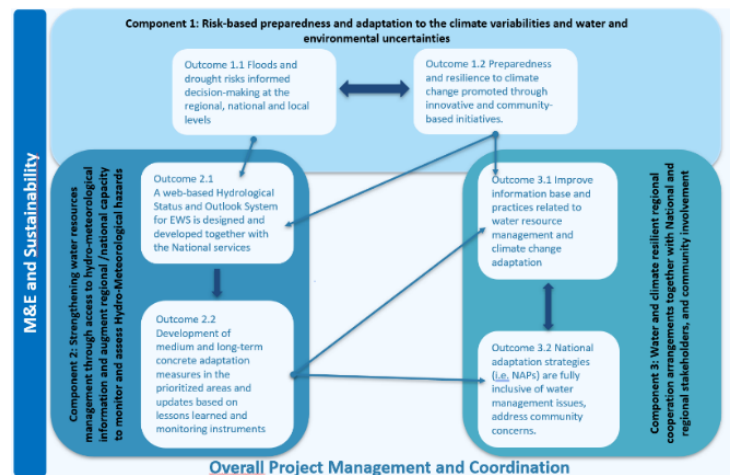 Component 1: Risk-based preparedness and adaptation to the climate variabilities and water and
environmental uncertainties
Outcome 1.1 Floods and
drought risks informed
decision-making at the
regional, national and local
levels
Outcome 1.2 Preparedness
and resilience to climate
change promoted through
innovative and community-
based initiatives.
M&E and Sustainability
Component 2: Strengthening water resources
management through access to hydro-meteorological
information and augment regional /national capacity
to monitor and assess Hydro-Meteorological hazards
Outcome 2.1
A web-based Hydrological
Status and Outlook System
for EWS is designed and
developed together with
the National services
Outcome 2.2
Development of
medium and long-term
concrete adaptation
measures in the
prioritized areas and
updates based on
lessons learned and
monitoring instruments
Outcome 3.1 Improve
information base and
practices related to
water resource
management and
climate change
adaptation
Outcome 3.2 National
adaptation strategies
(i.e. NAPs) are fully
inclusive of water
management issues,
address community
concerns.
Component 3: Water and climate resilient regional
cooperation arrangements together with National and
regional stakeholders, and community involvement
Overall Project Management and Coordination